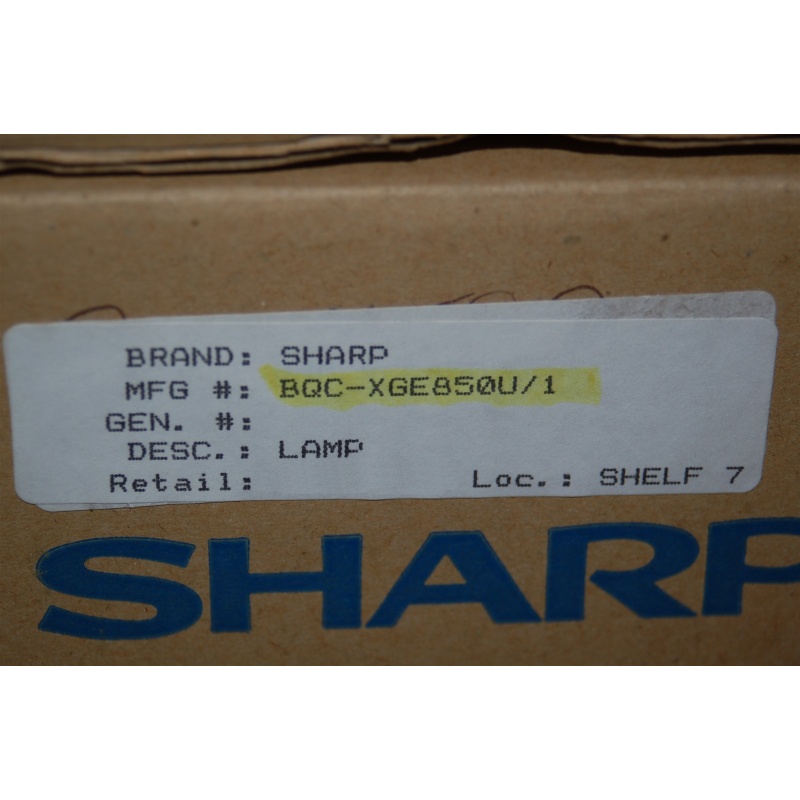 BRAND: SHARP
MFG #: BQC-XGE850U/1
GEN. #:
DESC.: LAMP
Retail: Loc.: SHELF 7
SHARP